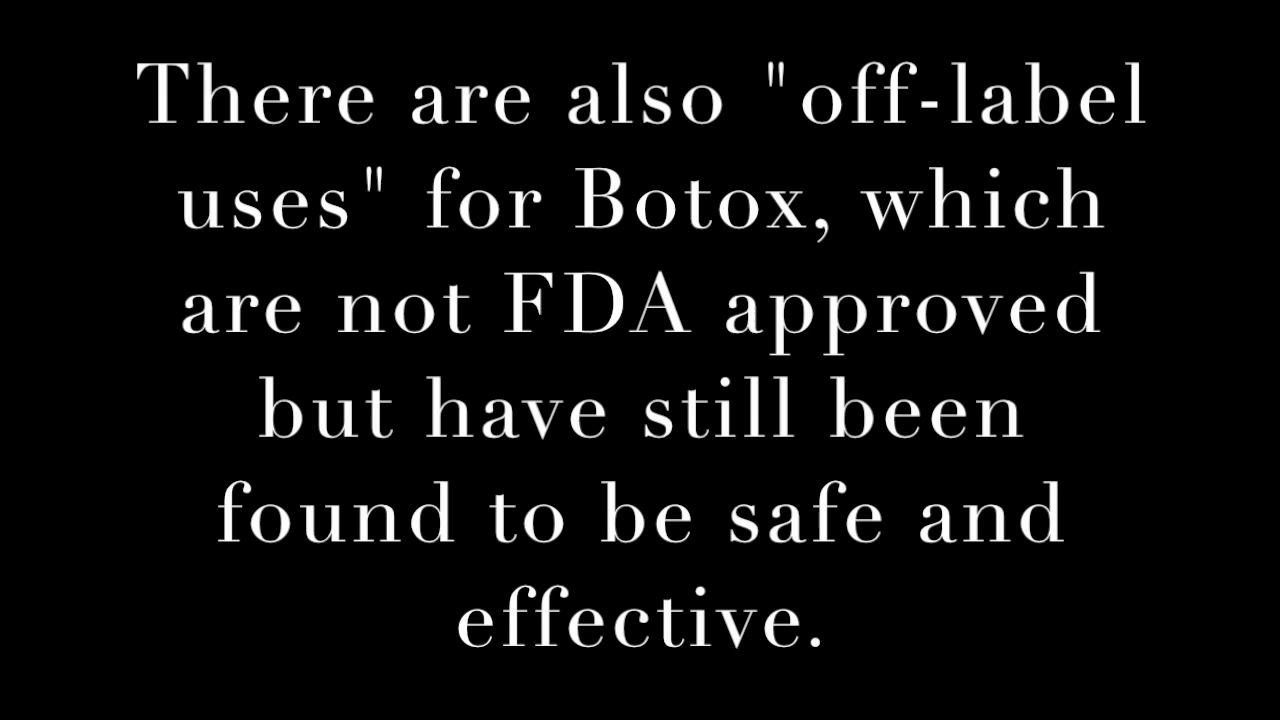 There are also "off-label
uses" for Botox, which
are not FDA approved
but have still been
found to be safe and
effective.